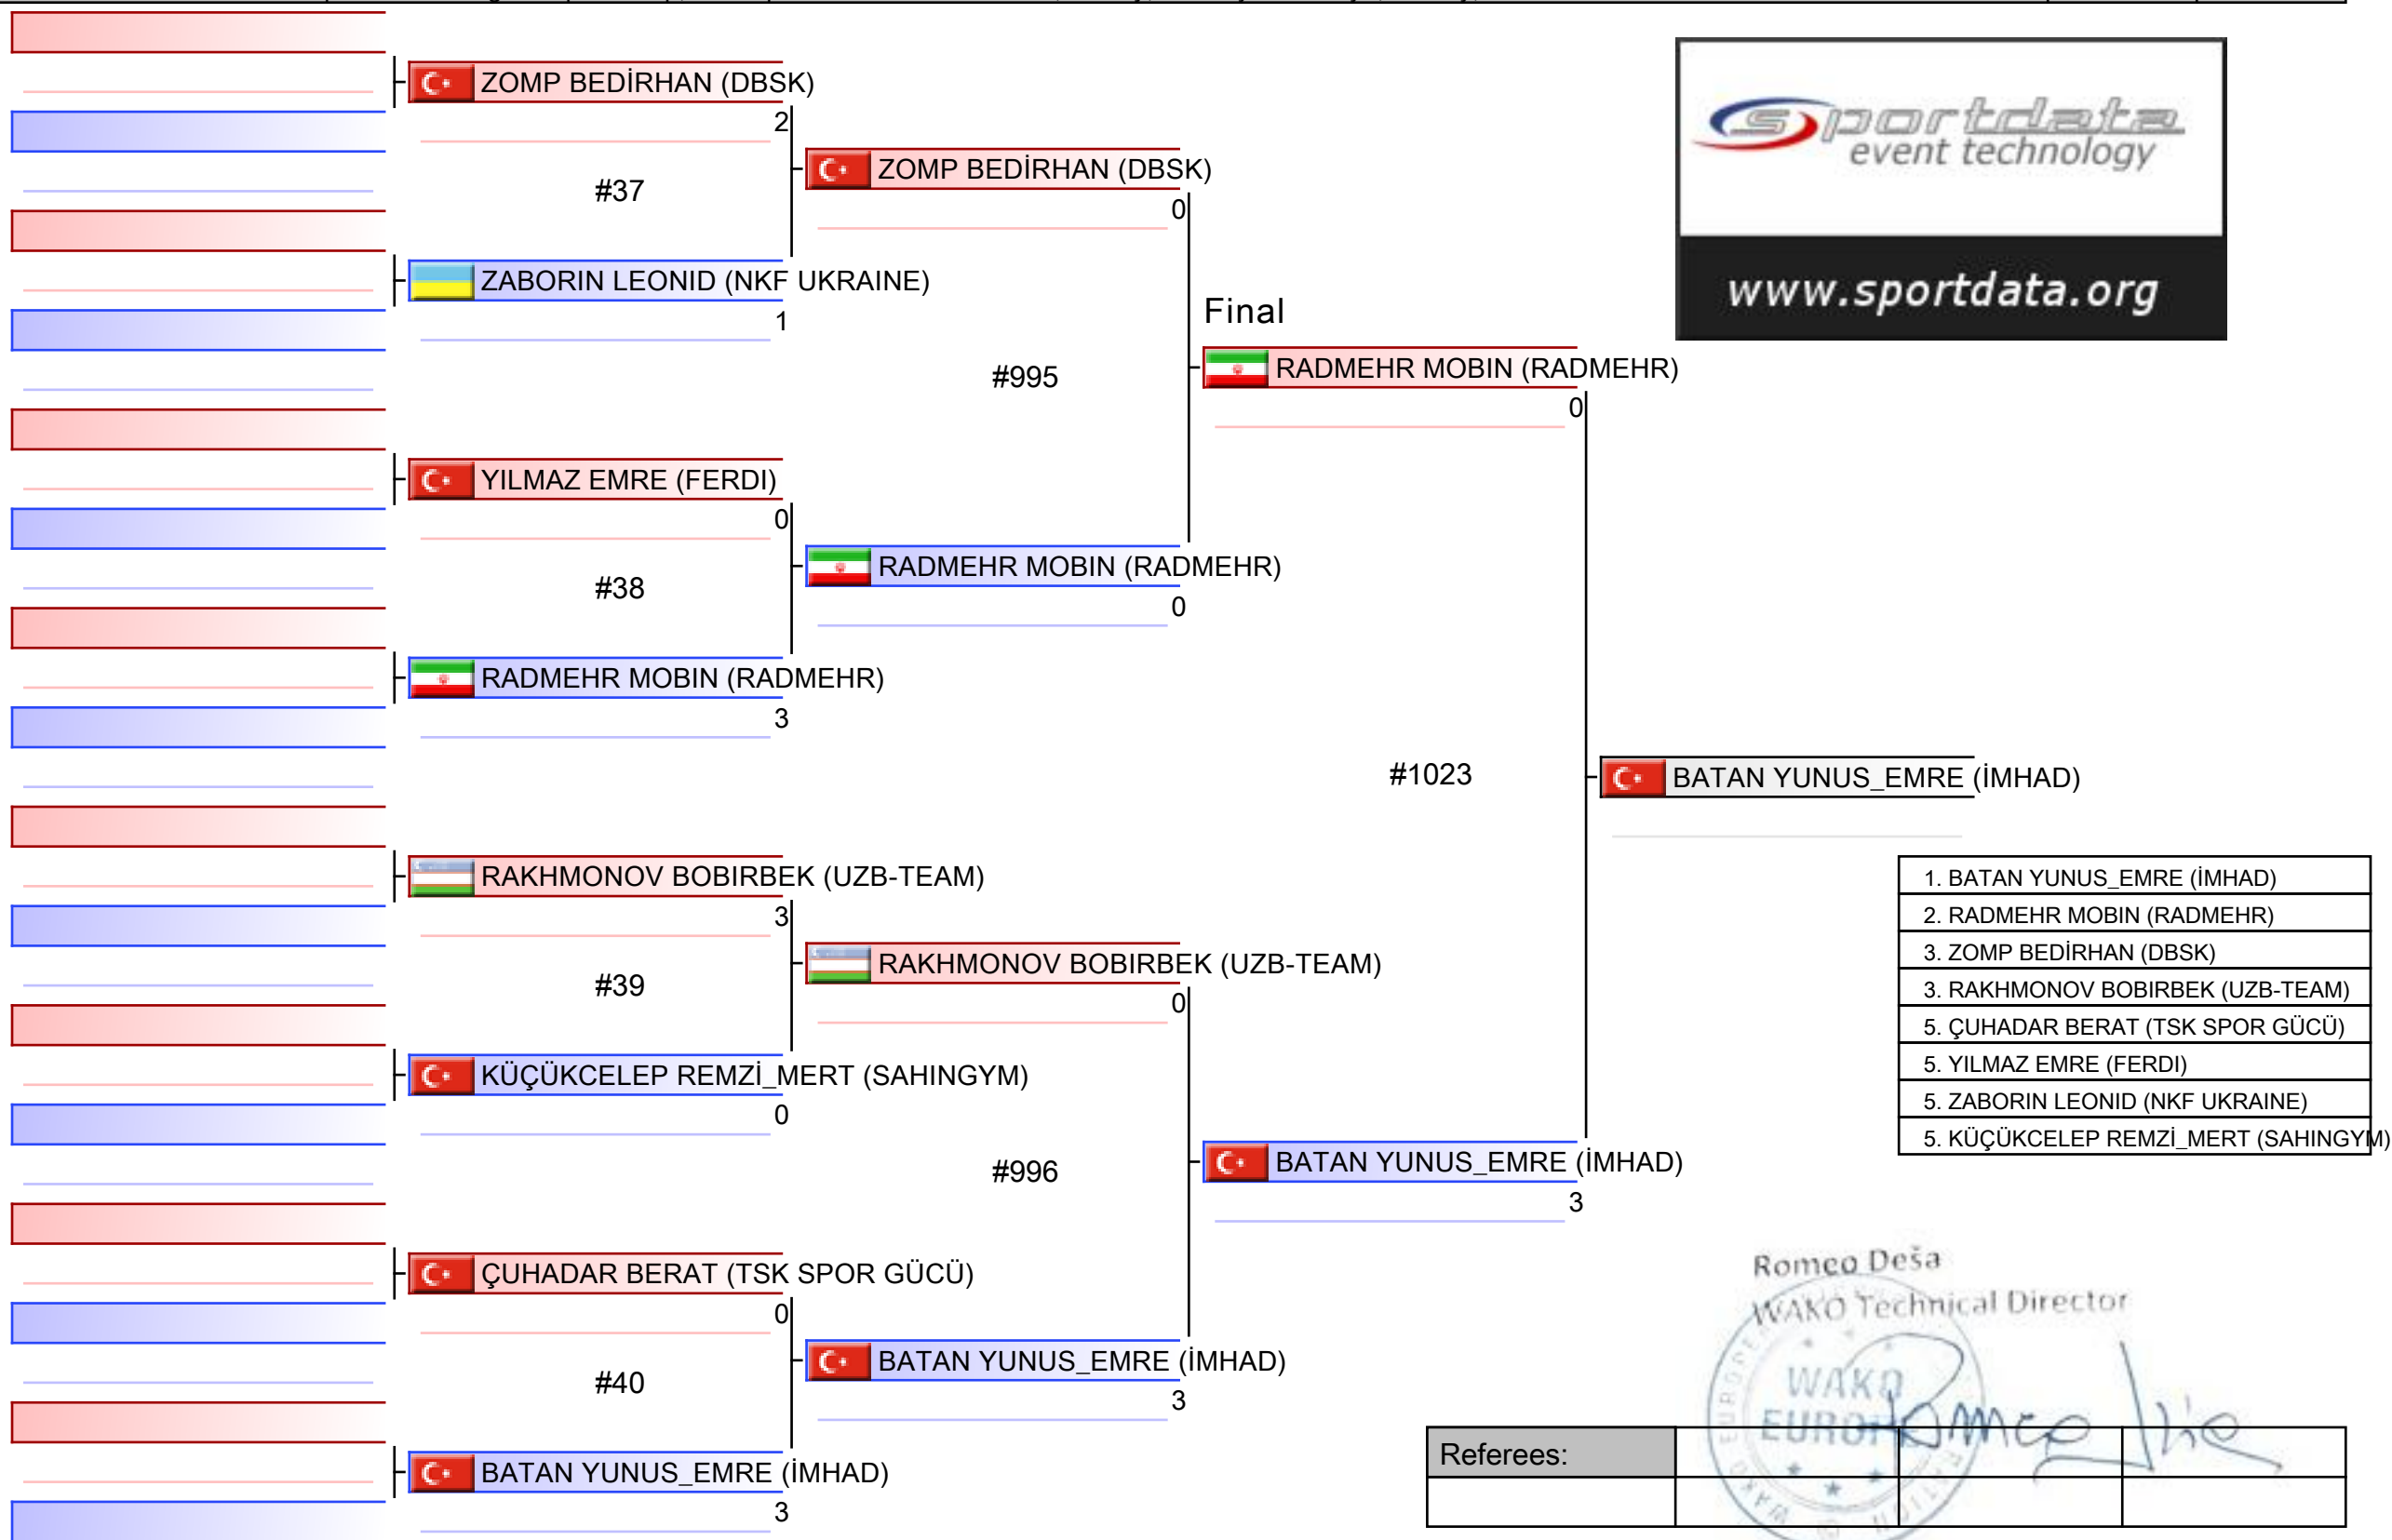 ZOMP BEDİRHAN (DBSK)
2
#37
ZABORIN LEONID (NKF UKRAINE)
1
YILMAZ EMRE (FERDI)
0
#38
RADMEHR MOBIN (RADMEHR)
3
RAKHMONOV BOBIRBEK (UZB-TEAM)
3
#39
KÜÇÜKCELEP REMZİ_MERT (SAHINGYM)
0
ÇUHADAR BERAT (TSK SPOR GÜCÜ)
0
#40
BATAN YUNUS_EMRE (İMHAD)
3
ZOMP BEDİRHAN (DBSK)
0
#995
RADMEHR MOBIN (RADMEHR)
0
RAKHMONOV BOBIRBEK (UZB-TEAM)
0
#996
BATAN YUNUS_EMRE (İMHAD)
3
Final
RADMEHR MOBIN (RADMEHR)
0
#1023
BATAN YUNUS_EMRE (İMHAD)
3
BATAN YUNUS_EMRE (İMHAD)
sportdata
event technology
www.sportdata.org
1. BATAN YUNUS_EMRE (İMHAD)
2. RADMEHR MOBIN (RADMEHR)
3. ZOMP BEDİRHAN (DBSK)
3. RAKHMONOV BOBIRBEK (UZB-TEAM)
5. ÇUHADAR BERAT (TSK SPOR GÜCÜ)
5. YILMAZ EMRE (FERDI)
5. ZABORIN LEONID (NKF UKRAINE)
5. KÜÇÜKCELEP REMZİ_MERT (SAHINGYM)
Romeo Deša
WAKO Technical Director
WAKO
EUROPE
Referees: